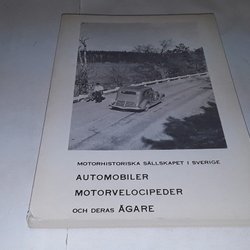 MOTORHISTORISKA SÄLLSKAPET I SVERIGE
AUTOMOBILER
MOTORVELOCIPEDER
OCH DERAS ÄGARE